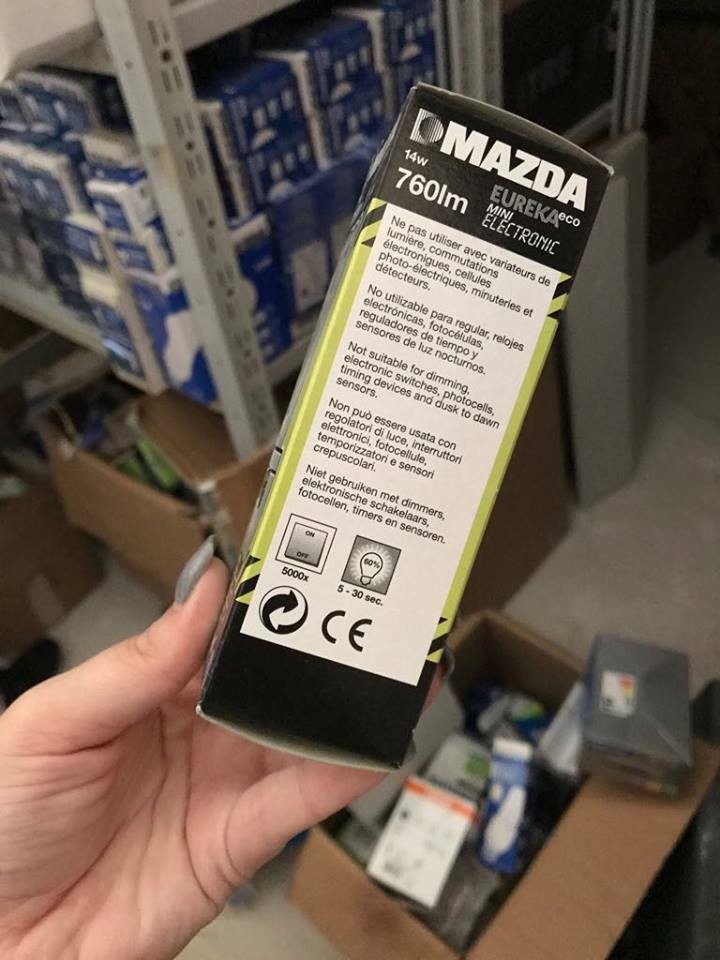 MAZDA
14w
760lm
EUREKAeco
MINI
ELECTRONIC
Ne pas utiliser avec variateurs de
lumière, commutations
électronigues, cellules
photo-électriques, minuteries et
détecteurs.
No utilizable para regular, relojes
electrónicas, fotocélulas,
reguladores de tiempo y
sensores de luz nocturnos.
Not suitable for dimming,
electronic switches, photocells,
timing devices and dusk to dawn
sensors.
Non può essere usata con
regolatori di luce, interruttori
elettronici, fotocellule,
temporizzatori e sensori
crepuscolari.
Niet gebruiken met dimmers,
elektronische schakelaars,
fotocellen, timers en sensoren.
ON
OFF
60%
5000x
5 - 30 sec.
CE